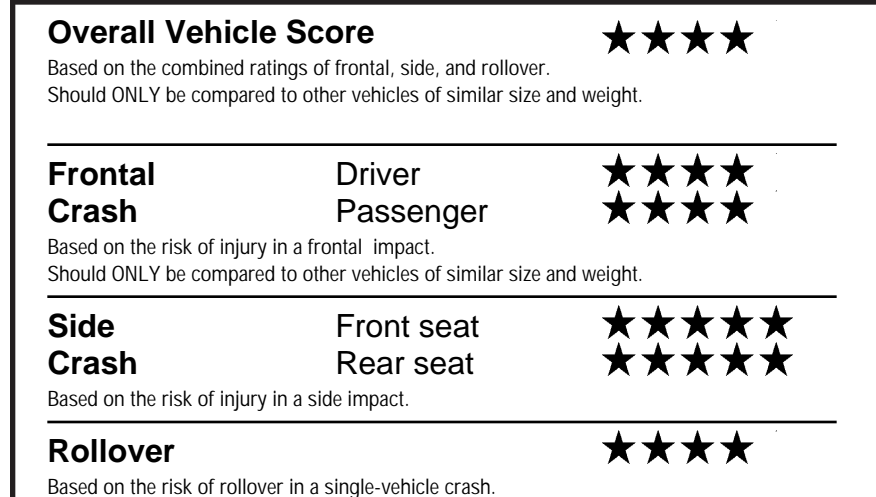 Overall Vehicle Score ★★★★
Based on the combined ratings of frontal, side, and rollover.
Should ONLY be compared to other vehicles of similar size and weight.
Frontal Driver ★★★★
Crash Passenger ★★★★
Based on the risk of injury in a frontal impact.
Should ONLY be compared to other vehicles of similar size and weight.
Side Front seat ★★★★★
Crash Rear seat ★★★★★
Based on the risk of injury in a side impact.
Rollover ★★★★
Based on the risk of rollover in a single-vehicle crash.